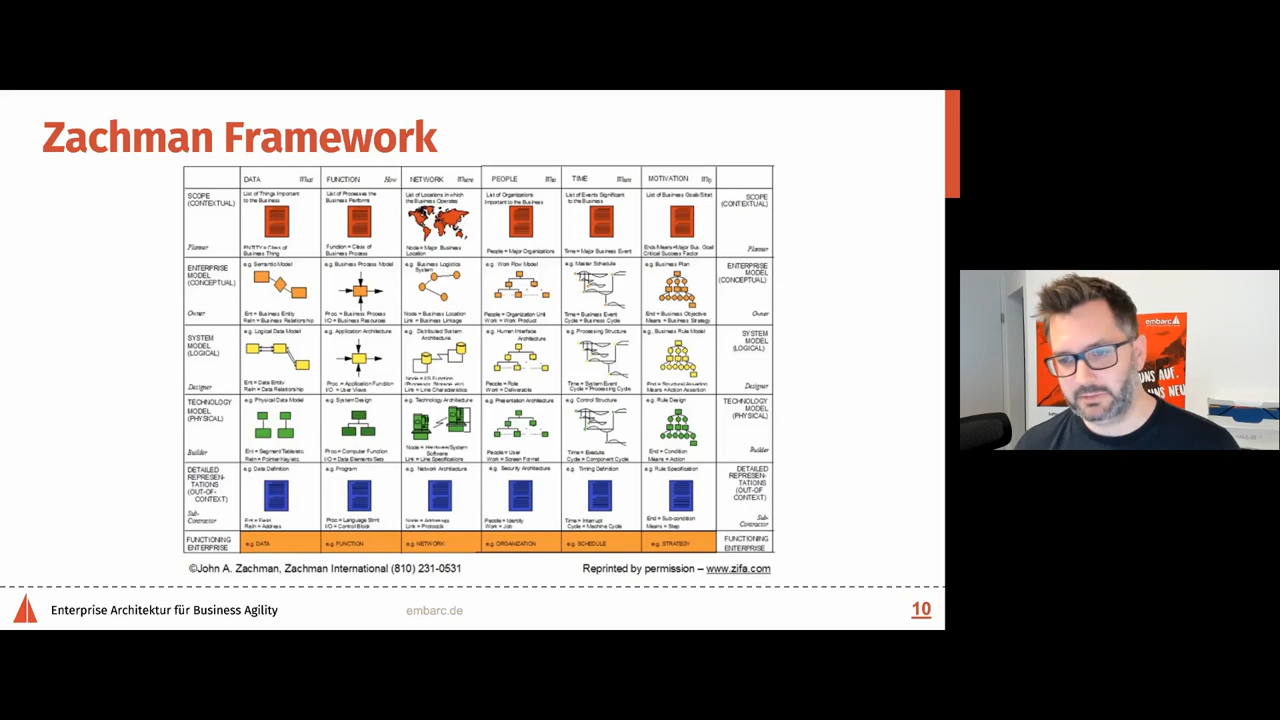 Zachman Framework
DATA What
FUNCTION How
NETWORK Where
PEOPLE Who
TIME When
MOTIVATION Why
SCOPE
(CONTEXTUAL)
Planner
List of Things Important
to the Business
ENTITY = Class of
Business Thing
List of Processes the
Business Performs
Function = Class of
Business Process
List of Locations in which
the Business Operates
Node = Major Business
Location
List of Organizations
Important to the Business
People = Major Organizations
List of Events Significant
to the Business
Time = Major Business Event
List of Business Goals/Strat
Ends/Means=Major Bus. Goal
Critical Success Factor
SCOPE
(CONTEXTUAL)
Planner
ENTERPRISE
MODEL
(CONCEPTUAL)
Owner
e.g. Semantic Model
Ent = Business Entity
Reln = Business Relationship
e.g. Business Process Model
Proc = Business Process
I/O = Business Resources
e.g. Business Logistics
System
Node = Business Location
Link = Business Linkage
e.g. Work Flow Model
People = Organization Unit
Work = Work Product
e.g. Master Schedule
Time = Business Event
Cycle = Business Cycle
e.g. Business Plan
End = Business Objective
Means = Business Strategy
ENTERPRISE
MODEL
(CONCEPTUAL)
Owner
SYSTEM
MODEL
(LOGICAL)
Designer
e.g. Logical Data Model
Ent = Data Entity
Reln = Data Relationship
e.g. Application Architecture
Proc = Application Function
I/O = User Views
e.g. Distributed System
Architecture
Node = I/S Function
(Processor, Storage, etc)
Link = Line Characteristics
e.g. Human Interface
Architecture
People = Role
Work = Deliverable
e.g. Processing Structure
Time = System Event
Cycle = Processing Cycle
e.g., Business Rule Model
End = Structural Assertion
Means = Action Assertion
SYSTEM
MODEL
(LOGICAL)
Designer
TECHNOLOGY
MODEL
(PHYSICAL)
Builder
e.g. Physical Data Model
Ent = Segment/Table/etc.
Reln = Pointer/Key/etc.
e.g. System Design
Proc = Computer Function
I/O = Data Elements/Sets
e.g. Technology Architecture
Node = Hardware/System
Software
Link = Line Specifications
e.g. Presentation Architecture
People = User
Work = Screen Format
e.g. Control Structure
Time = Execute
Cycle = Component Cycle
e.g. Rule Design
End = Condition
Means = Action
TECHNOLOGY
MODEL
(PHYSICAL)
Builder
DETAILED
REPRESEN-
TATIONS
(OUT-OF-
CONTEXT)
Sub-
Contractor
e.g. Data Definition
Ent = Field
Reln = Address
e.g. Program
Proc = Language Stmt
I/O = Control Block
e.g. Network Architecture
Node = Addresses
Link = Protocols
e.g. Security Architecture
People = Identity
Work = Job
e.g. Timing Definition
Time = Interrupt
Cycle = Machine Cycle
e.g. Rule Specification
End = Sub-condition
Means = Step
DETAILED
REPRESEN-
TATIONS
(OUT-OF
CONTEXT)
Sub-
Contractor
FUNCTIONING
ENTERPRISE
e.g. DATA
e.g. FUNCTION
e.g. NETWORK
e.g. ORGANIZATION
e.g. SCHEDULE
e.g. STRATEGY
FUNCTIONING
ENTERPRISE
©John A. Zachman, Zachman International (810) 231-0531
Reprinted by permission – www.zifa.com
Enterprise Architektur für Business Agility
embarc.de
10
embarc
NS AUF.
NS NEU